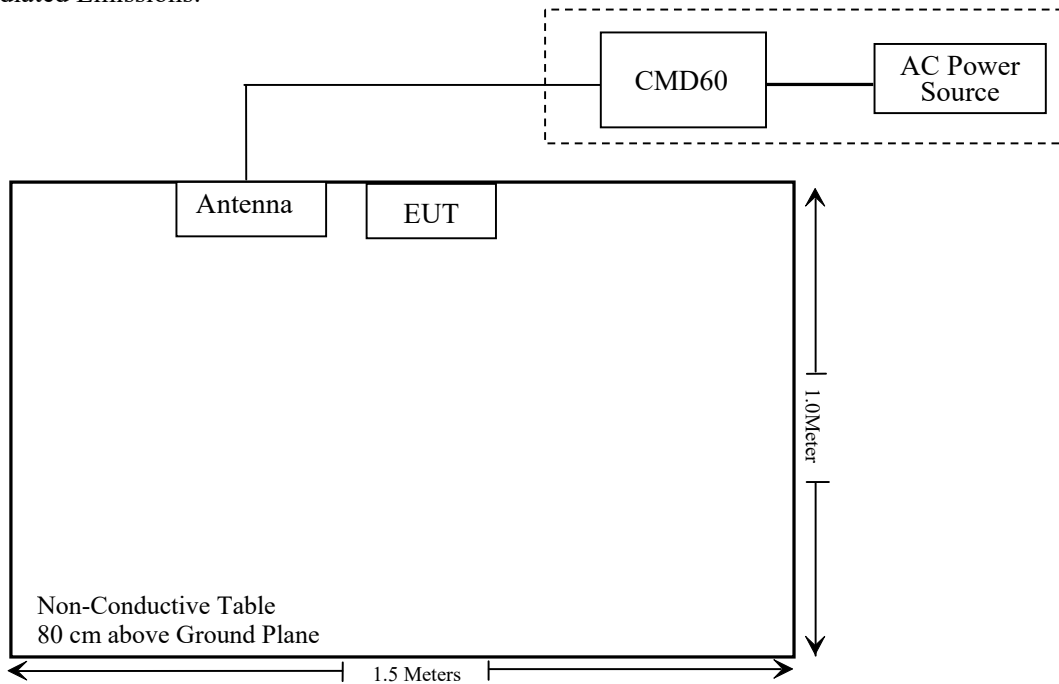 Emissions:
CMD60
AC Power
Source
Antenna
EUT
1.0Meter
Non-Conductive Table
80 cm above Ground Plane
1.5 Meters